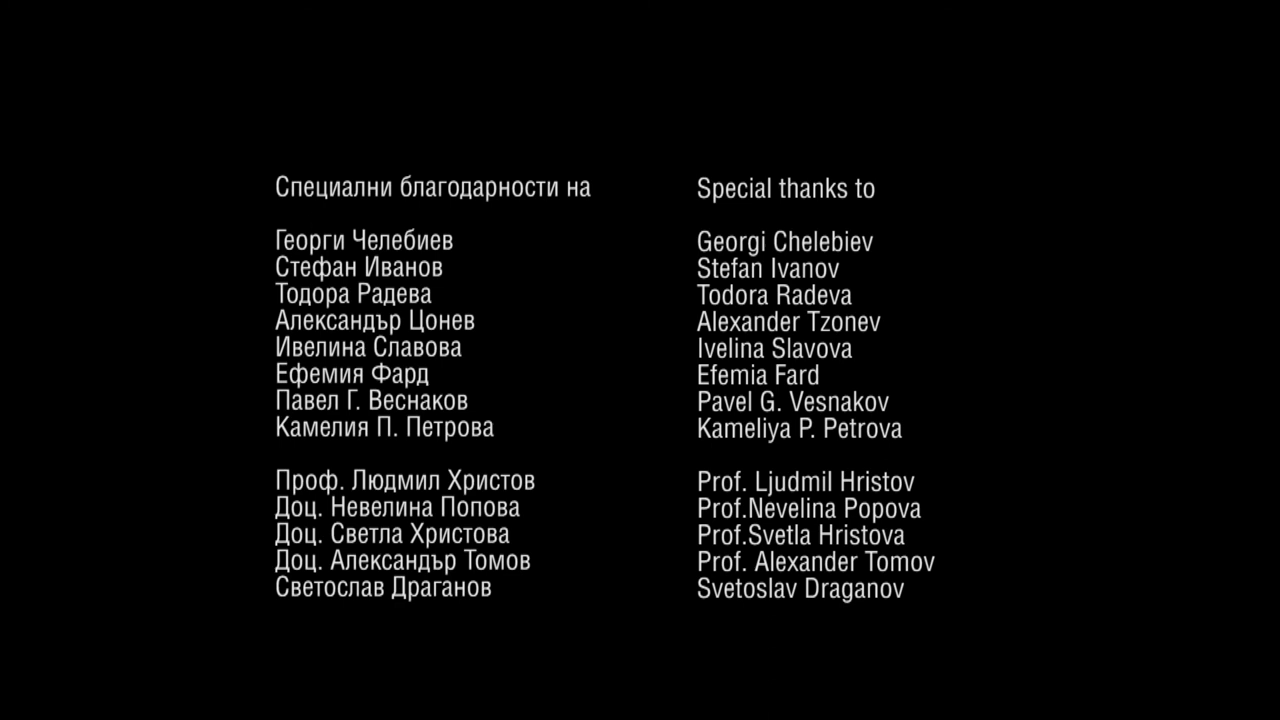 Специални благодарности на
Георги Челебиев
Стефан Иванов
Тодора Радева
Александър Цонев
Ивелина Славова
Ефемия Фард
Павел Г. Веснаков
Камелия П. Петрова
Проф. Людмил Христов
Доц. Невелина Попова
Доц. Светла Христова
Доц. Александър Томов
Светослав Драганов
Special thanks to
Georgi Chelebiev
Stefan Ivanov
Todora Radeva
Alexander Tzonev
Ivelina Slavova
Efemia Fard
Pavel G. Vesnakov
Kameliya P. Petrova
Prof. Ljudmil Hristov
Prof.Nevelina Popova
Prof.Svetla Hristova
Prof. Alexander Tomov
Svetoslav Draganov